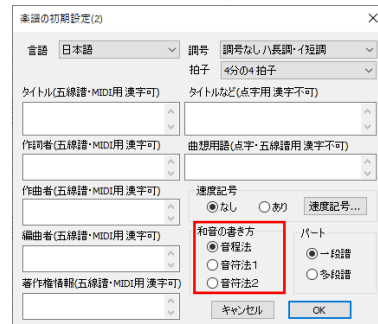 楽譜の初期設定(2)
言語 日本語 調号 調号なし ハ長調・イ短調
拍子 4分の4 拍子
タイトル(五線譜・MIDI用 漢字可) タイトルなど(点字用 漢字不可)
作詞者(五線譜・MIDI用 漢字可) 曲想用語(点字・五線譜用 漢字不可)
作曲者(五線譜・MIDI用 漢字可) 速度記号
なし あり 速度記号...
編曲者(五線譜・MIDI用 漢字可) 和音の書き方 パート
音程法 一段譜
音符法1 多段譜
著作権情報(五線譜・MIDI用 漢字可) 音符法2
キャンセル OK